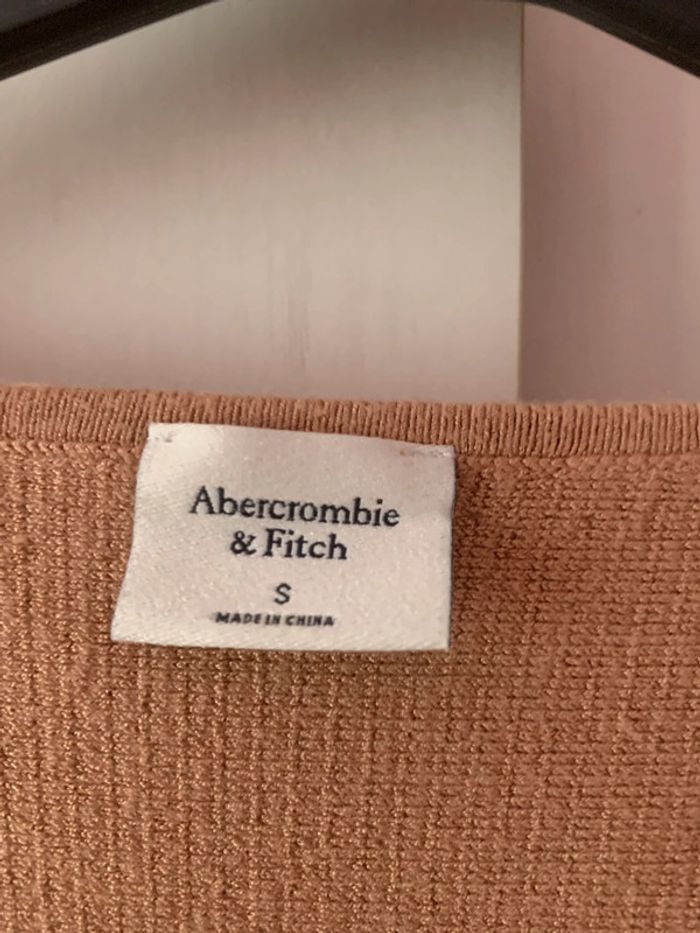 Abercrombie
& Fitch
S
MADE IN CHINA